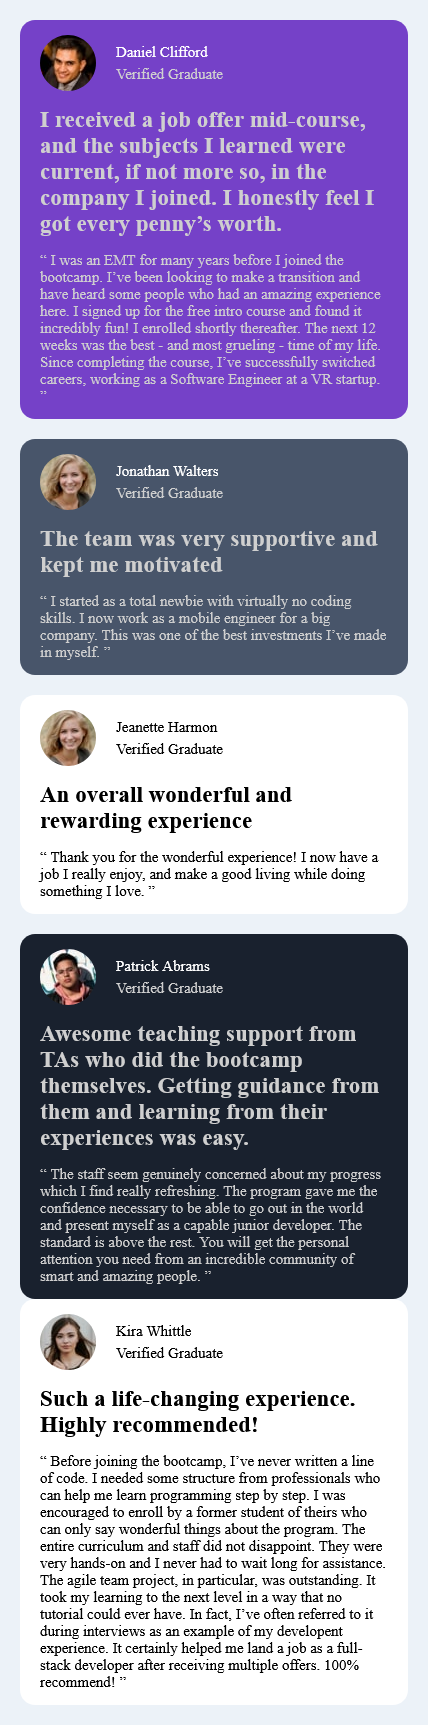 Daniel Clifford
Verified Graduate
I received a job offer mid-course,
and the subjects I learned were
current, if not more so, in the
company I joined. I honestly feel I
got every penny’s worth.
“ I was an EMT for many years before I joined the
bootcamp. I’ve been looking to make a transition and
have heard some people who had an amazing experience
here. I signed up for the free intro course and found it
incredibly fun! I enrolled shortly thereafter. The next 12
weeks was the best - and most grueling - time of my life.
Since completing the course, I’ve successfully switched
careers, working as a Software Engineer at a VR startup.
”
Jonathan Walters
Verified Graduate
The team was very supportive and
kept me motivated
“ I started as a total newbie with virtually no coding
skills. I now work as a mobile engineer for a big
company. This was one of the best investments I’ve made
in myself. ”
Jeanette Harmon
Verified Graduate
An overall wonderful and
rewarding experience
“ Thank you for the wonderful experience! I now have a
job I really enjoy, and make a good living while doing
something I love. ”
Patrick Abrams
Verified Graduate
Awesome teaching support from
TAs who did the bootcamp
themselves. Getting guidance from
them and learning from their
experiences was easy.
“ The staff seem genuinely concerned about my progress
which I find really refreshing. The program gave me the
confidence necessary to be able to go out in the world
and present myself as a capable junior developer. The
standard is above the rest. You will get the personal
attention you need from an incredible community of
smart and amazing people. ”
Kira Whittle
Verified Graduate
Such a life-changing experience.
Highly recommended!
“ Before joining the bootcamp, I’ve never written a line
of code. I needed some structure from professionals who
can help me learn programming step by step. I was
encouraged to enroll by a former student of theirs who
can only say wonderful things about the program. The
entire curriculum and staff did not disappoint. They were
very hands-on and I never had to wait long for assistance.
The agile team project, in particular, was outstanding. It
took my learning to the next level in a way that no
tutorial could ever have. In fact, I’ve often referred to it
during interviews as an example of my developent
experience. It certainly helped me land a job as a full-
stack developer after receiving multiple offers. 100%
recommend! ”